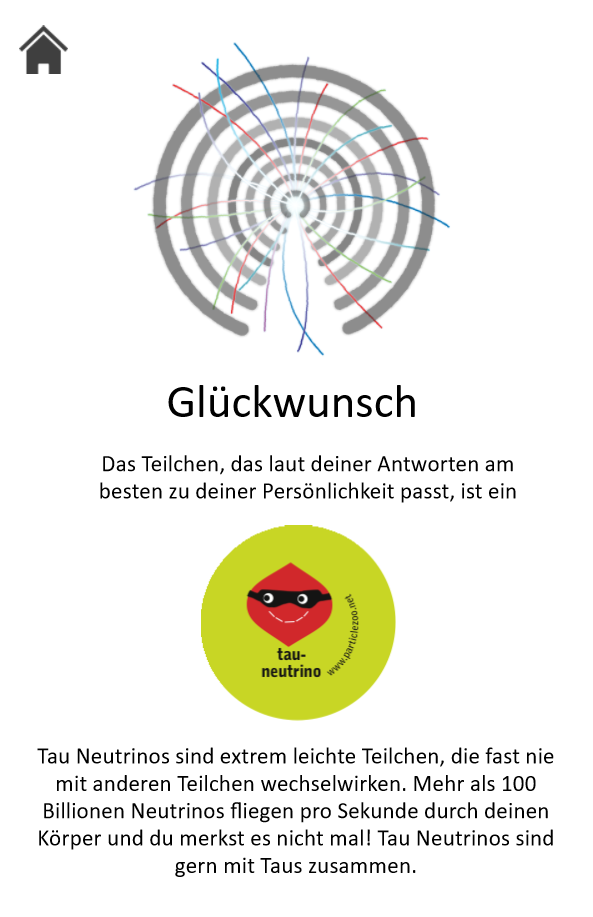 Glückwunsch
Das Teilchen, das laut deiner Antworten am
besten zu deiner Persönlichkeit passt, ist ein
tau-
neutrino
www.particlezoo.net
Tau Neutrinos sind extrem leichte Teilchen, die fast nie
mit anderen Teilchen wechselwirken. Mehr als 100
Billionen Neutrinos fliegen pro Sekunde durch deinen
Körper und du merkst es nicht mal! Tau Neutrinos sind
gern mit Taus zusammen.